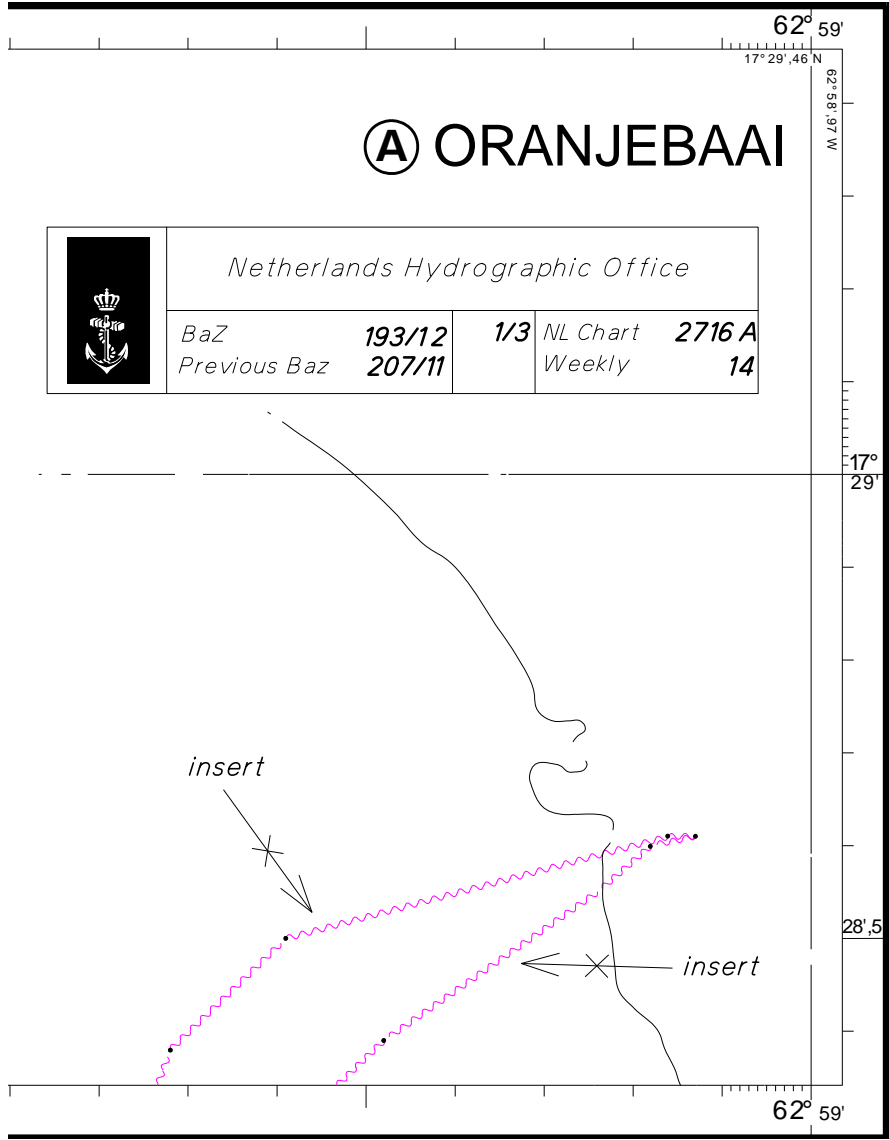 62° 59'
17° 29',46 N
62° 58',97 W
A ORANJEBAAI
Netherlands Hydrographic Office
BaZ 193/12 1/3 NL Chart 2716 A
Previous Baz 207/11 Weekly 14
17°
29'
insert
28',5
insert
62° 59'